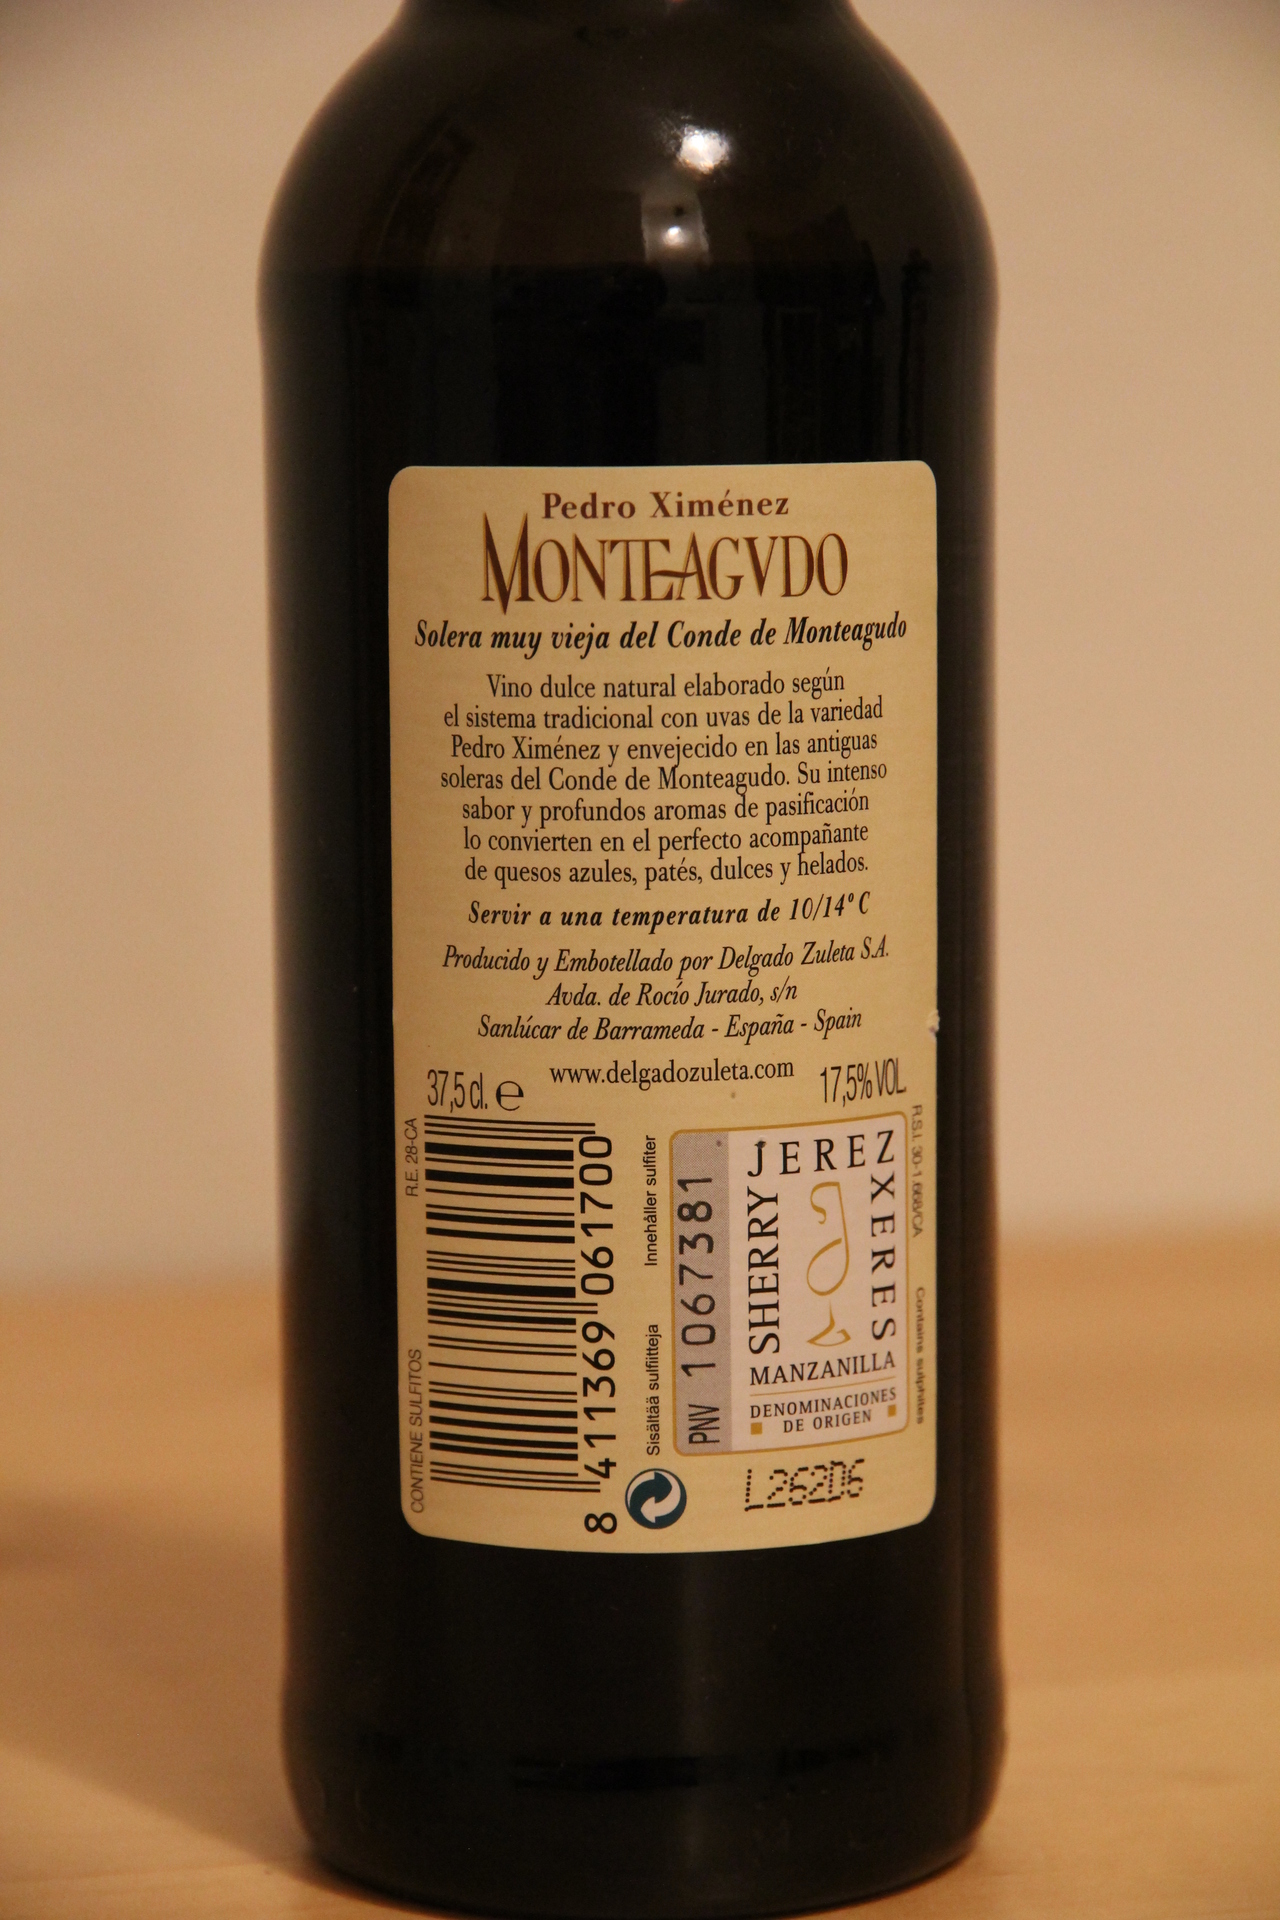 Pedro Ximénez
MONTEAGVDO
Solera muy vieja del Conde de Monteagudo
Vino dulce natural elaborado según
el sistema tradicional con uvas de la variedad
Pedro Ximénez y envejecido en las antiguas
soleras del Conde de Monteagudo. Su intenso
sabor y profundos aromas de pasificación
lo convierten en el perfecto acompañante
de quesos azules, patés, dulces y helados.
Servir a una temperatura de 10/14º C
Producido y Embotellado por Delgado Zuleta S.A.
Avda. de Rocío Jurado, s/n
Sanlúcar de Barrameda - España - Spain
www.delgadozuleta.com
37,5 cl. e
17,5% VOL.
CONTIENE SULFITOS
R.E. 28-CA
8 411369 061700
Sisältää sulfiitteja
Innehåller sulfiter
PNV 1067381
JEREZ
XERES
SHERRY
MANZANILLA
DENOMINACIONES
DE ORIGEN
R.S.I. 30-1.
Contains sulphites
L262D6